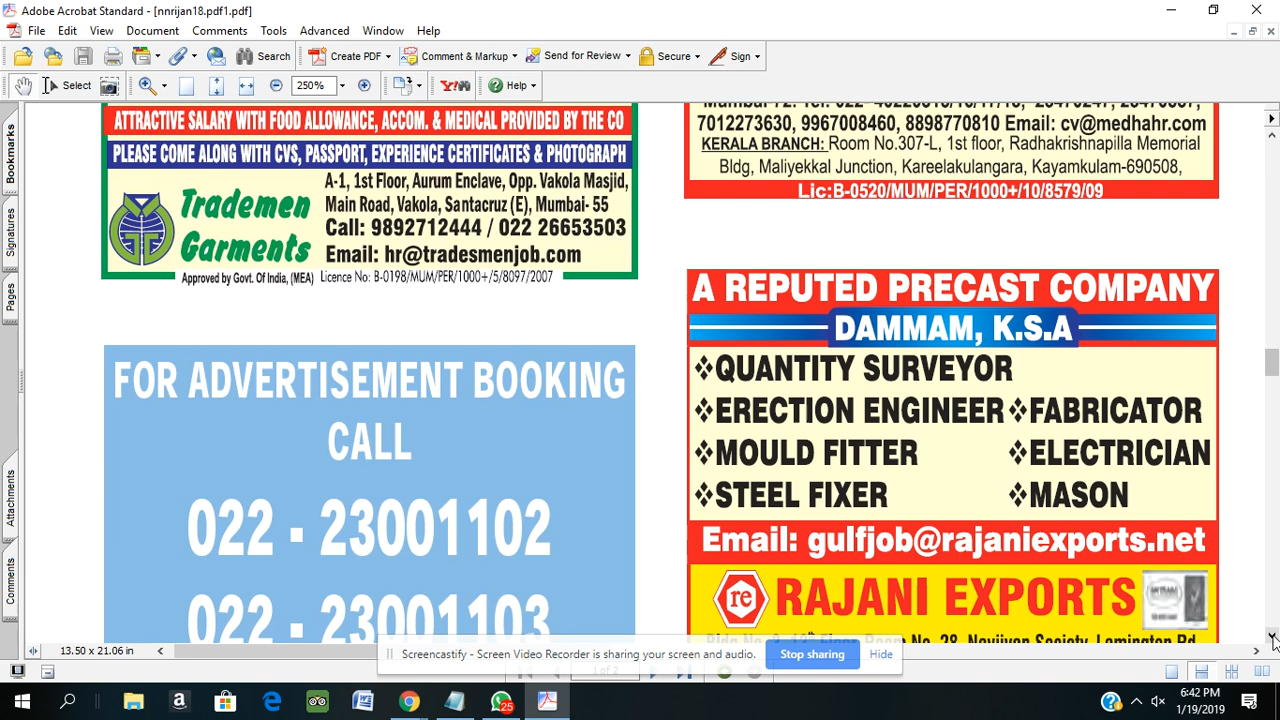 Adobe Acrobat Standard - [nnrijan18.pdf1.pdf]
File Edit View Document Comments Tools Advanced Window Help
Search Create PDF Comment & Markup Send for Review Secure Sign
Select 250% Y! Help
Bookmarks
Signatures
Pages
Attachments
Comments
ATTRACTIVE SALARY WITH FOOD ALLOWANCE, ACCOM. & MEDICAL PROVIDED BY THE CO
PLEASE COME ALONG WITH CVS, PASSPORT, EXPERIENCE CERTIFICATES & PHOTOGRAPH
Trademen
Garments
A-1, 1st Floor, Aurum Enclave, Opp. Vakola Masjid,
Main Road, Vakola, Santacruz (E), Mumbai- 55
Call: 9892712444 / 022 26653503
Email: hr@tradesmenjob.com
Approved by Govt. Of India, (MEA) Licence No: B-0198/MUM/PER/1000+/5/8097/2007
FOR ADVERTISEMENT BOOKING
CALL
022 - 23001102
022 - 23001103
7012273630, 9967008460, 8898770810 Email: cv@medhahr.com
KERALA BRANCH: Room No.307-L, 1st floor, Radhakrishnapilla Memorial
Bldg, Maliyekkal Junction, Kareelakulangara, Kayamkulam-690508,
Lic:B-0520/MUM/PER/1000+/10/8579/09
A REPUTED PRECAST COMPANY
DAMMAM, K.S.A
❖QUANTITY SURVEYOR
❖ERECTION ENGINEER ❖FABRICATOR
❖MOULD FITTER ❖ELECTRICIAN
❖STEEL FIXER ❖MASON
Email: gulfjob@rajaniexports.net
re RAJANI EXPORTS
13.50 x 21.06 in
Screencastify - Screen Video Recorder is sharing your screen and audio. Stop sharing Hide
1 of 2
25
6:42 PM
1/19/2019